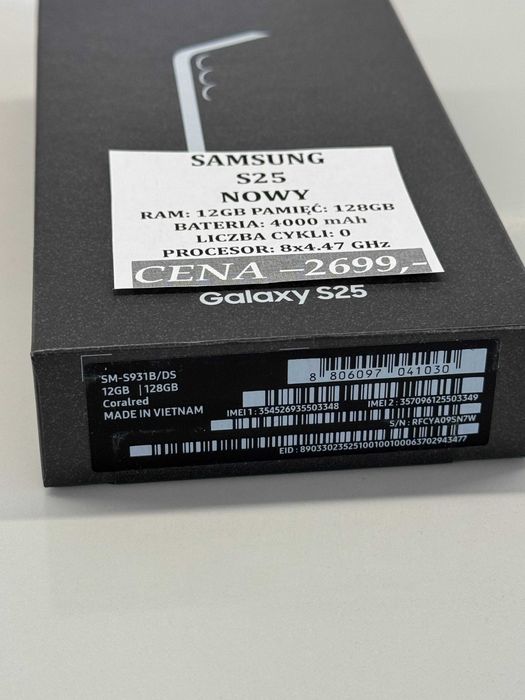 SAMSUNG
S25
NOWY
RAM: 12GB PAMIĘĆ: 128GB
BATERIA: 4000 mAh
LICZBA CYKLI: 0
PROCESOR: 8x4.47 GHz
CENA –2699,-
Galaxy S25
SM-S931B/DS
12GB | 128GB
Coralred
MADE IN VIETNAM
8 806097 041030
IMEI 1 : 354526935503348
IMEI 2 : 357096125503349
S/N : RFCYA09SN7W
EID : 89033023525100100100063702943477